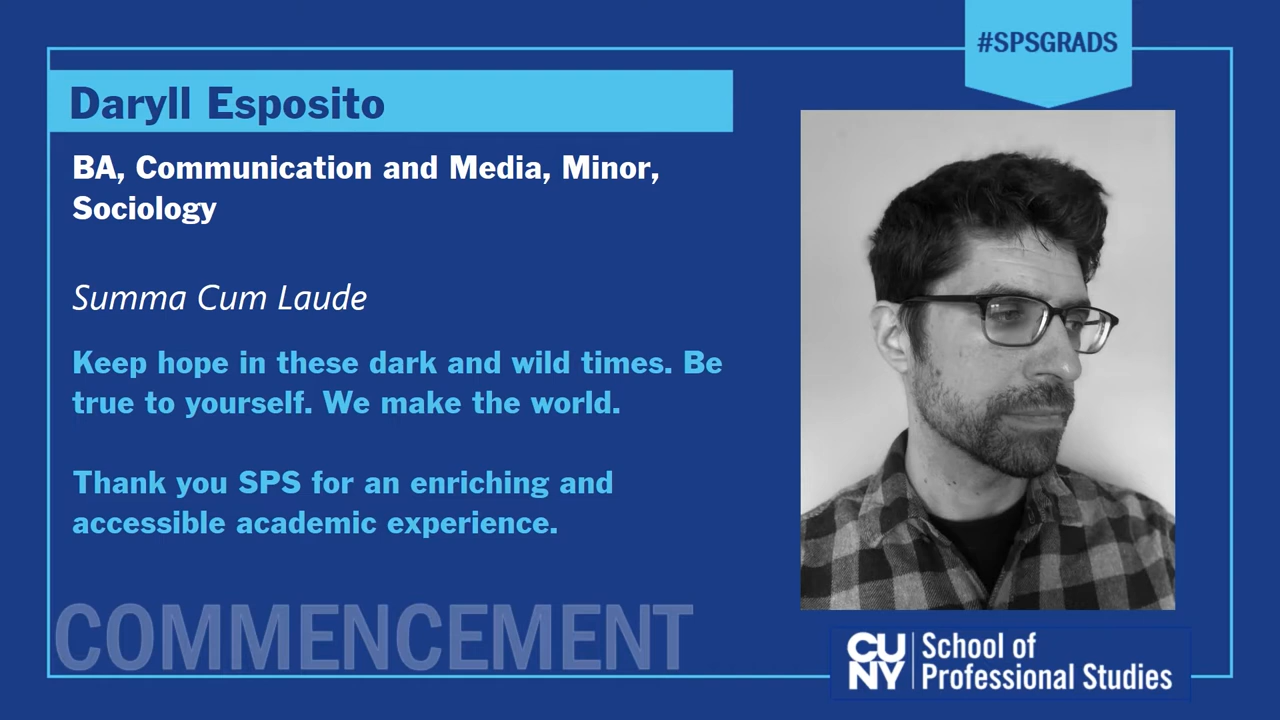 #SPSGRADS
Daryll Esposito
BA, Communication and Media, Minor,
Sociology
Summa Cum Laude
Keep hope in these dark and wild times. Be
true to yourself. We make the world.
Thank you SPS for an enriching and
accessible academic experience.
COMMENCEMENT
CU
NY
School of
Professional Studies